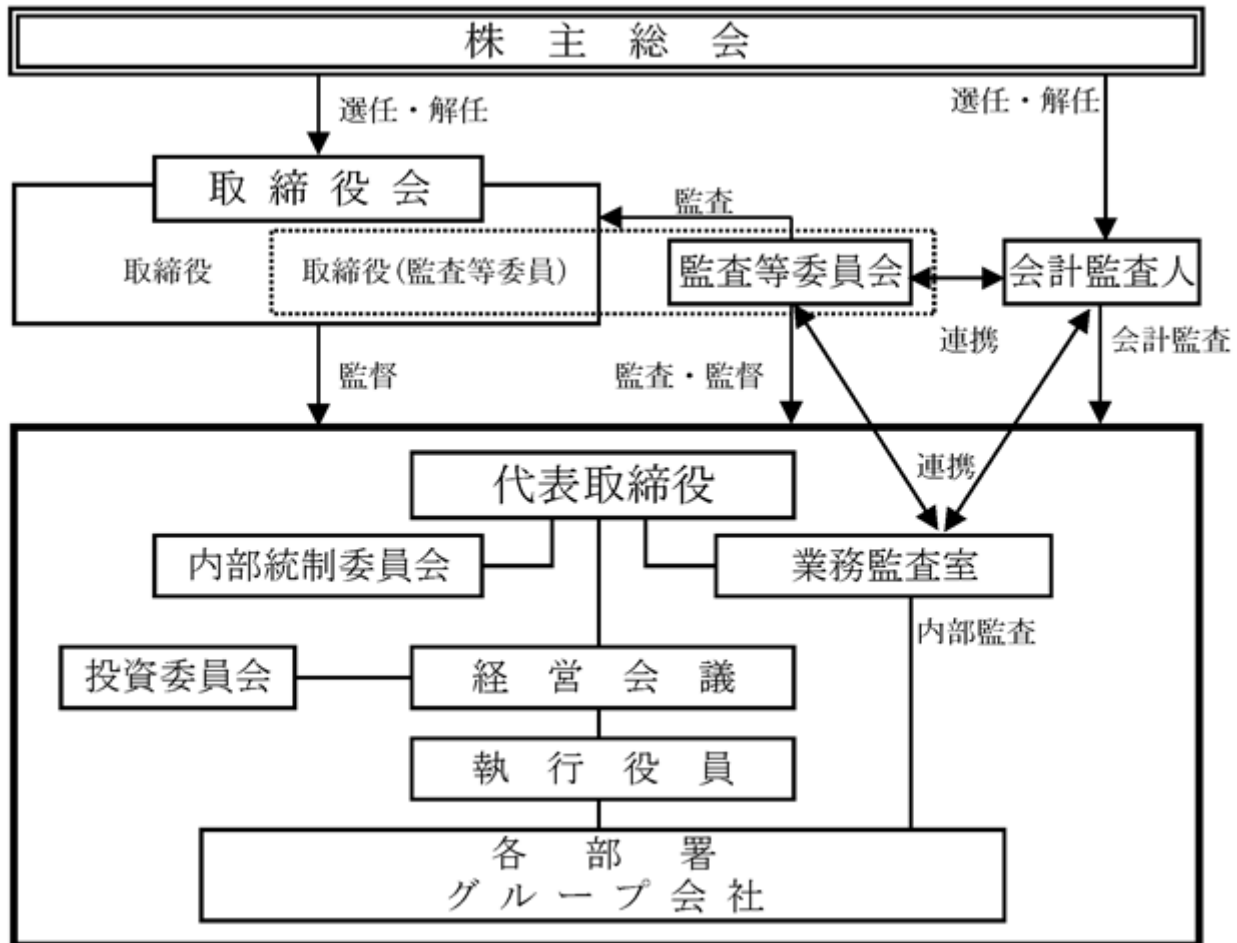 株主総会
選任・解任
選任・解任
取締役会
監査
取締役
取締役(監査等委員)
監査等委員会
会計監査人
連携
会計監査
監督
監査・監督
連携
代表取締役
内部統制委員会
業務監査室
内部監査
投資委員会
経営会議
執行役員
各部署
グループ会社